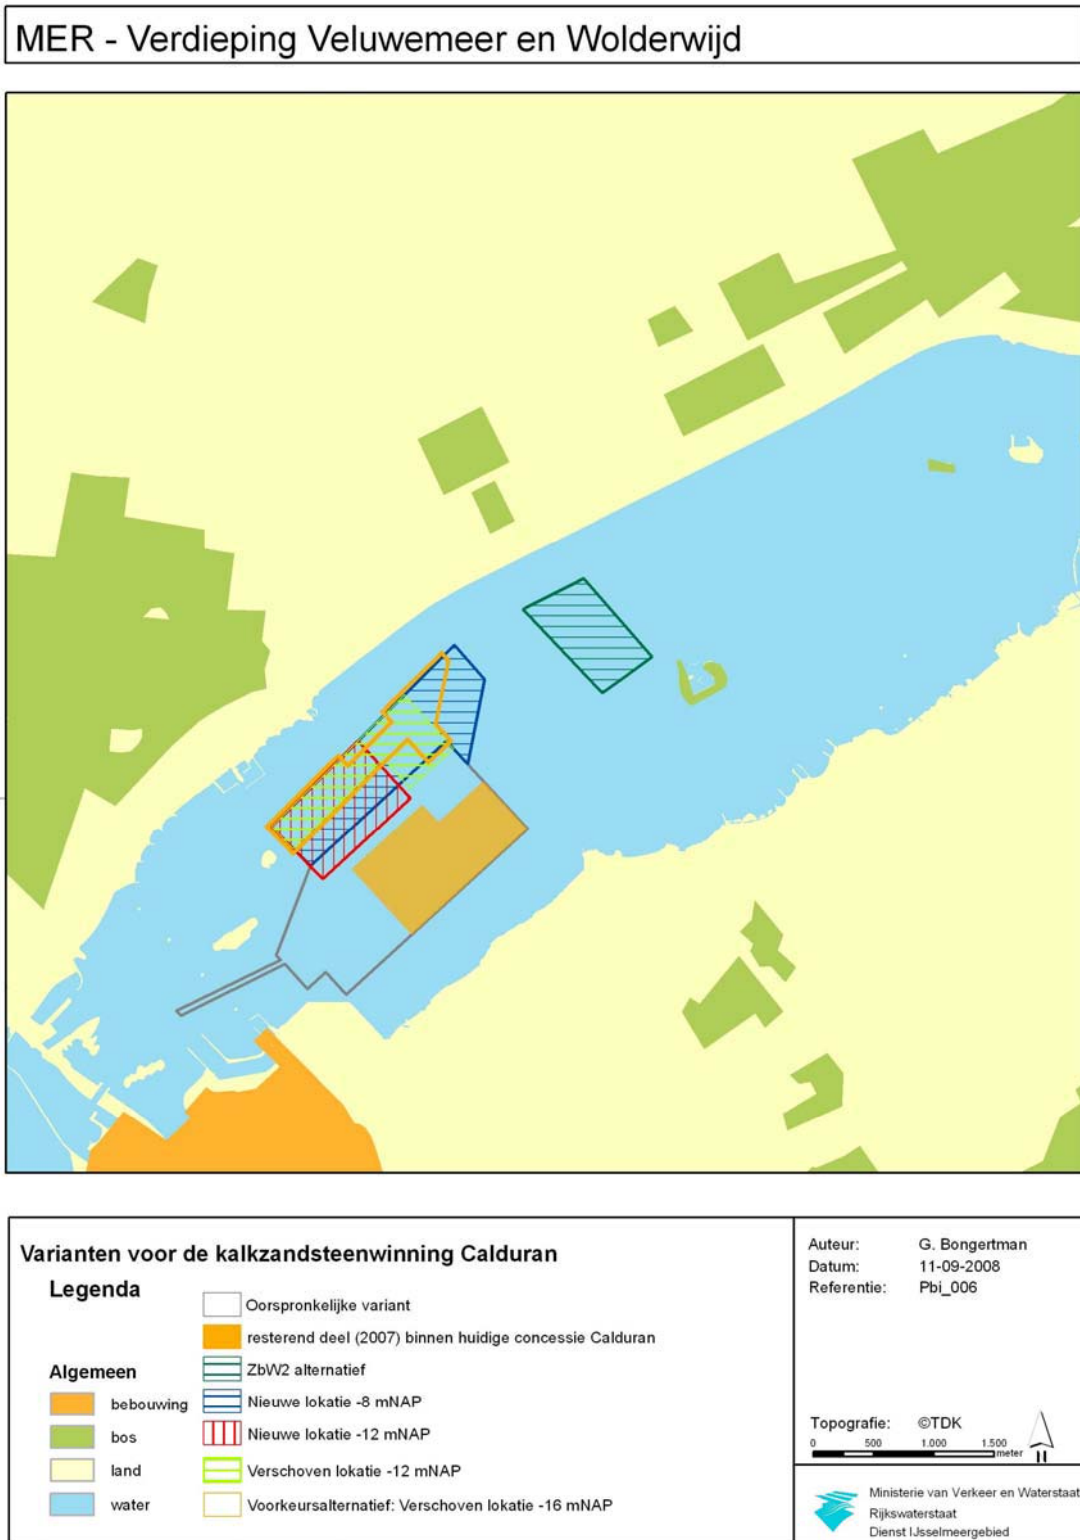 MER - Verdieping Veluwemeer en Wolderwijd
Varianten voor de kalkzandsteenwinning Calduran
Legenda
Oorspronkelijke variant
resterend deel (2007) binnen huidige concessie Calduran
Algemeen
ZbW2 alternatief
bebouwing
Nieuwe lokatie -8 mNAP
bos
Nieuwe lokatie -12 mNAP
land
Verschoven lokatie -12 mNAP
water
Voorkeursalternatief: Verschoven lokatie -16 mNAP
Auteur: G. Bongertman
Datum: 11-09-2008
Referentie: Pbi_006
Topografie: ©TDK
0 500 1.000 1.500
meter
Ministerie van Verkeer en Waterstaat
Rijkswaterstaat
Dienst IJsselmeergebied